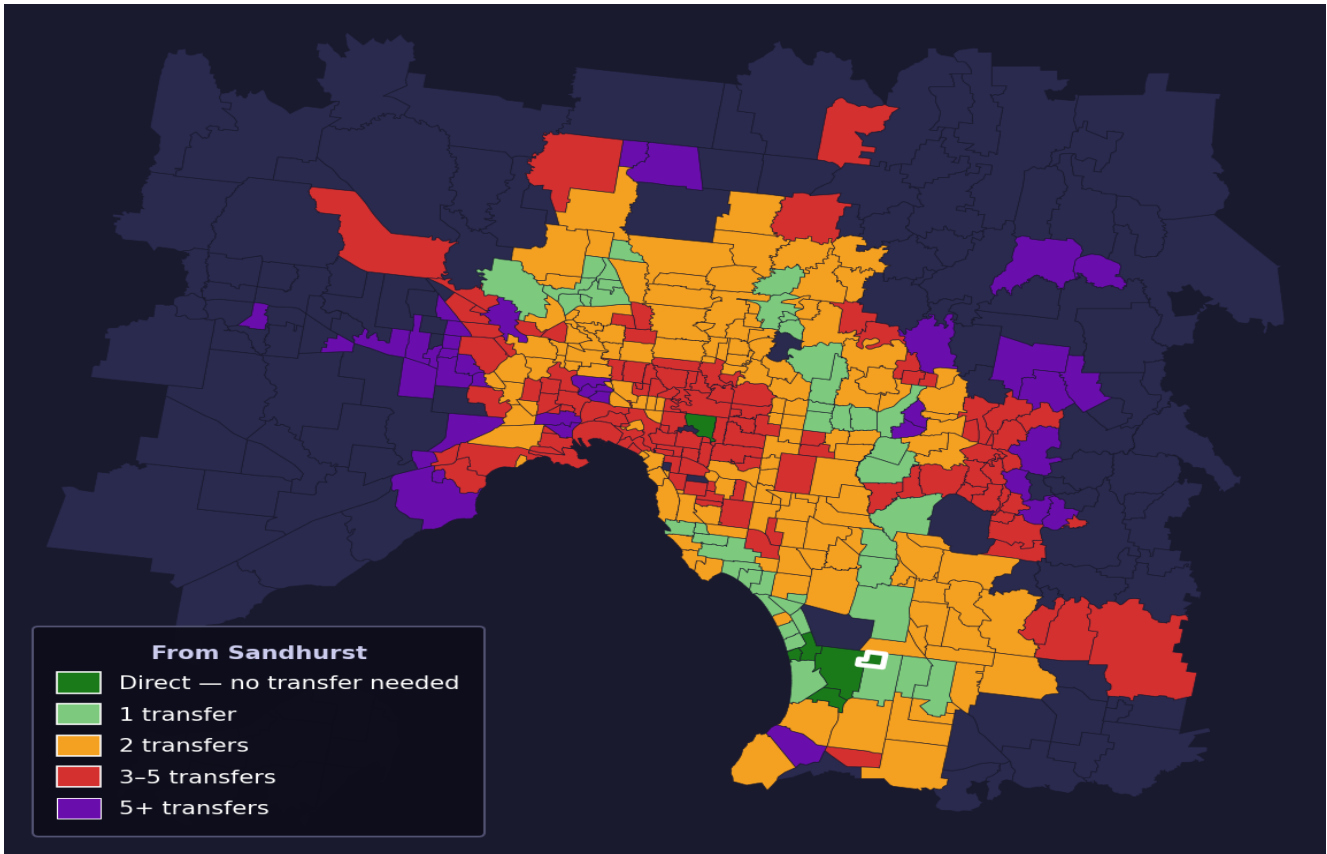 From Sandhurst
Direct — no transfer needed
1 transfer
2 transfers
3–5 transfers
5+ transfers